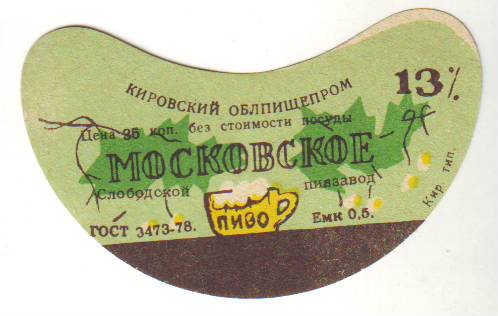 КИРОВСКИЙ ОБЛПИЩЕПРОМ
13%
Цена 35 коп. без стоимости посуды
МОСКОВСКОЕ
Слободской пивзавод
ПИВО
ГОСТ 3473-78.
Емк 0,5.
Кир тип.